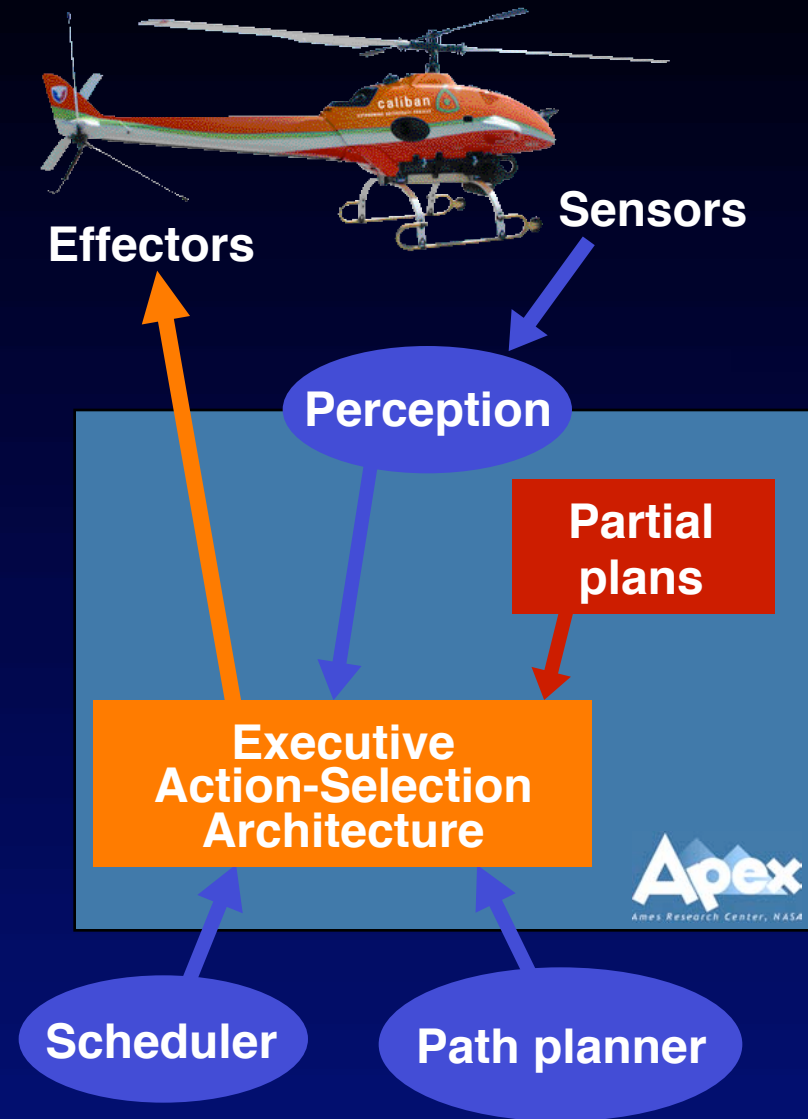 caliban
Sensors
Effectors
Perception
Partial
plans
Executive
Action-Selection
Architecture
Apex
Ames Research Center, NASA
Scheduler
Path planner